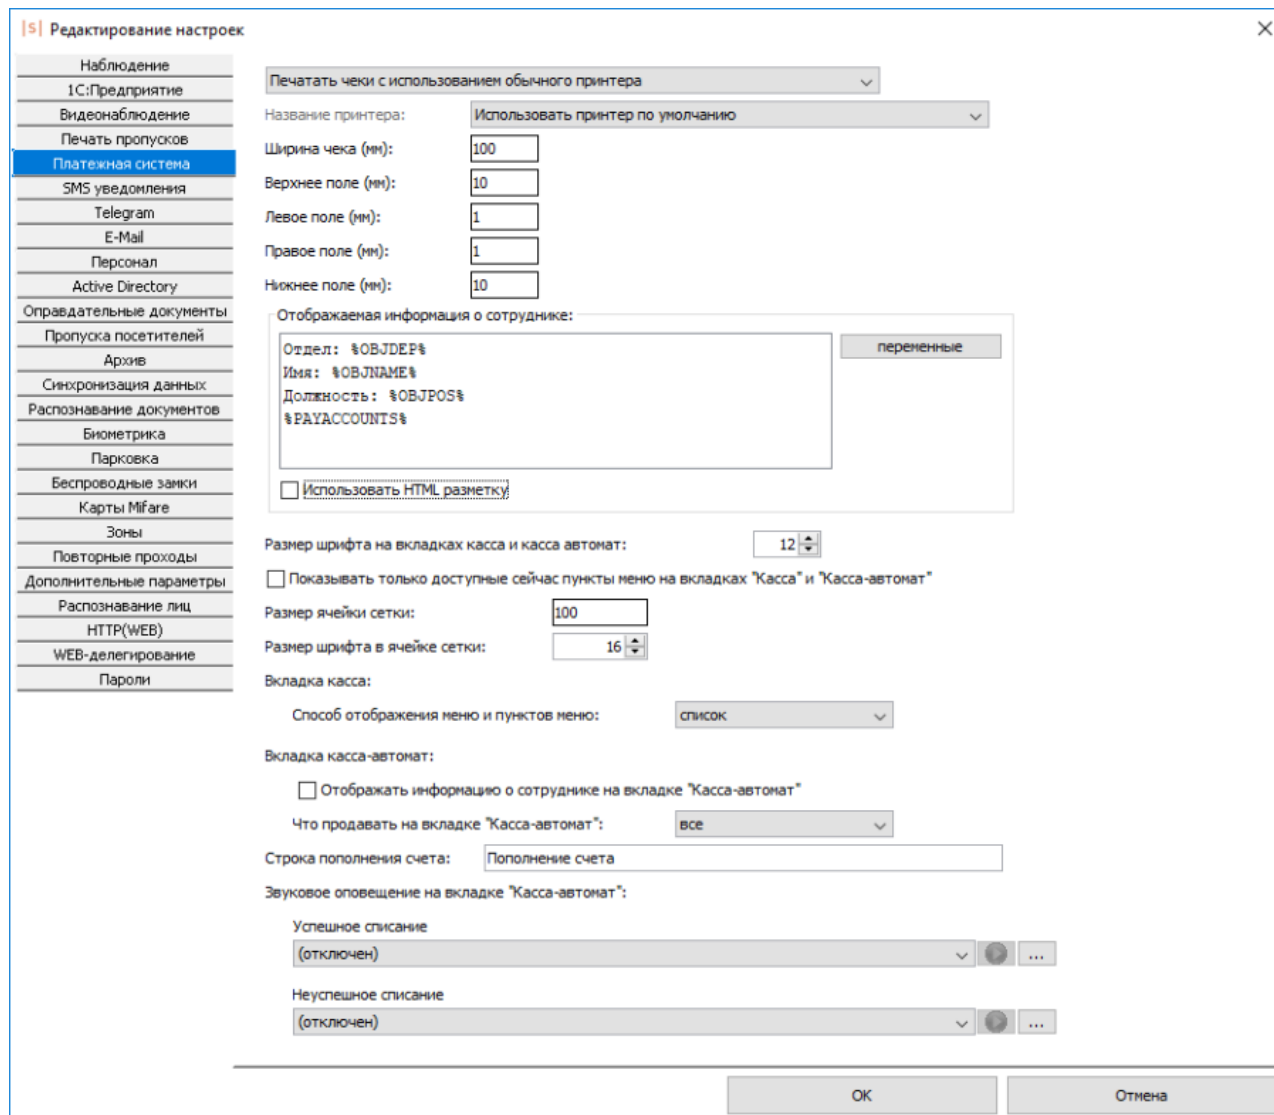 |S| Редактирование настроек
Наблюдение
1С:Предприятие
Видеонаблюдение
Печать пропусков
Платежная система
SMS уведомления
Telegram
E-Mail
Персонал
Active Directory
Оправдательные документы
Пропуска посетителей
Архив
Синхронизация данных
Распознавание документов
Биометрика
Парковка
Беспроводные замки
Карты Mifare
Зоны
Повторные проходы
Дополнительные параметры
Распознавание лиц
HTTP(WEB)
WEB-делегирование
Пароли
Печатать чеки с использованием обычного принтера
Название принтера: Использовать принтер по умолчанию
Ширина чека (мм): 100
Верхнее поле (мм): 10
Левое поле (мм): 1
Правое поле (мм): 1
Нижнее поле (мм): 10
Отображаемая информация о сотруднике:
Отдел: %OBJDEP%
Имя: %OBJNAME%
Должность: %OBJPOS%
%PAYACCOUNTS%
переменные
Использовать HTML разметку
Размер шрифта на вкладках касса и касса автомат: 12
Показывать только доступные сейчас пункты меню на вкладках "Касса" и "Касса-автомат"
Размер ячейки сетки: 100
Размер шрифта в ячейке сетки: 16
Вкладка касса:
Способ отображения меню и пунктов меню: список
Вкладка касса-автомат:
Отображать информацию о сотруднике на вкладке "Касса-автомат"
Что продавать на вкладке "Касса-автомат": все
Строка пополнения счета: Пополнение счета
Звуковое оповещение на вкладке "Касса-автомат":
Успешное списание
(отключен) ...
Неуспешное списание
(отключен) ...
OK Отмена